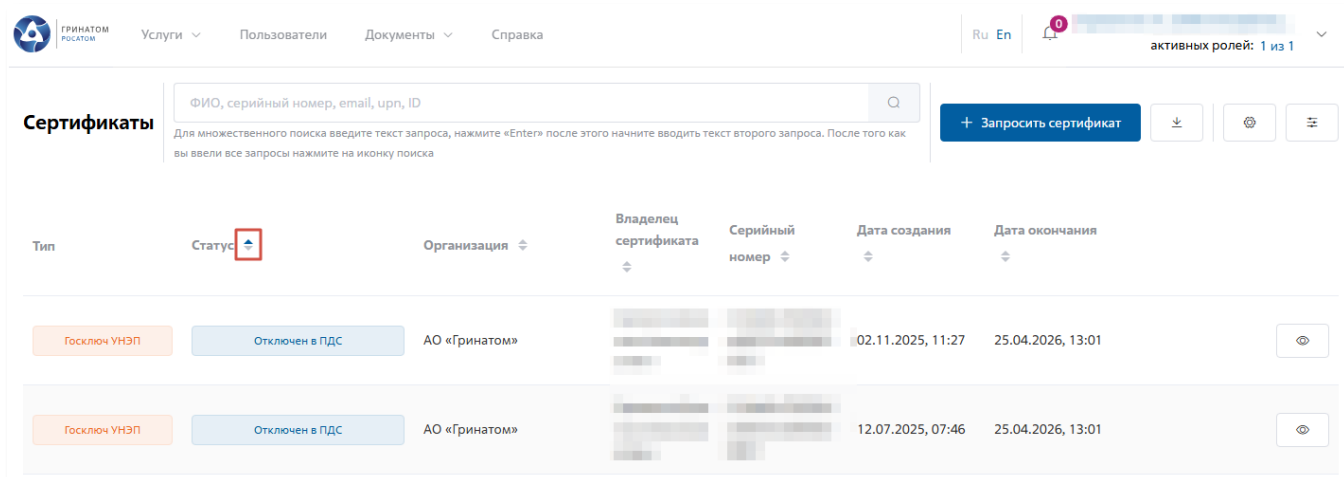 ГРИНАТОМ
РОСАТОМ
Услуги
Пользователи
Документы
Справка
Ru En
0
активных ролей: 1 из 1
Сертификаты
ФИО, серийный номер, email, upn, ID
Для множественного поиска введите текст запроса, нажмите «Enter» после этого начните вводить текст второго запроса. После того как
вы ввели все запросы нажмите на иконку поиска
+ Запросить сертификат
Тип
Статус
Организация
Владелец
сертификата
Серийный
номер
Дата создания
Дата окончания
Госключ УНЭП
Отключен в ПДС
АО «Гринатом»
02.11.2025, 11:27
25.04.2026, 13:01
Госключ УНЭП
Отключен в ПДС
АО «Гринатом»
12.07.2025, 07:46
25.04.2026, 13:01